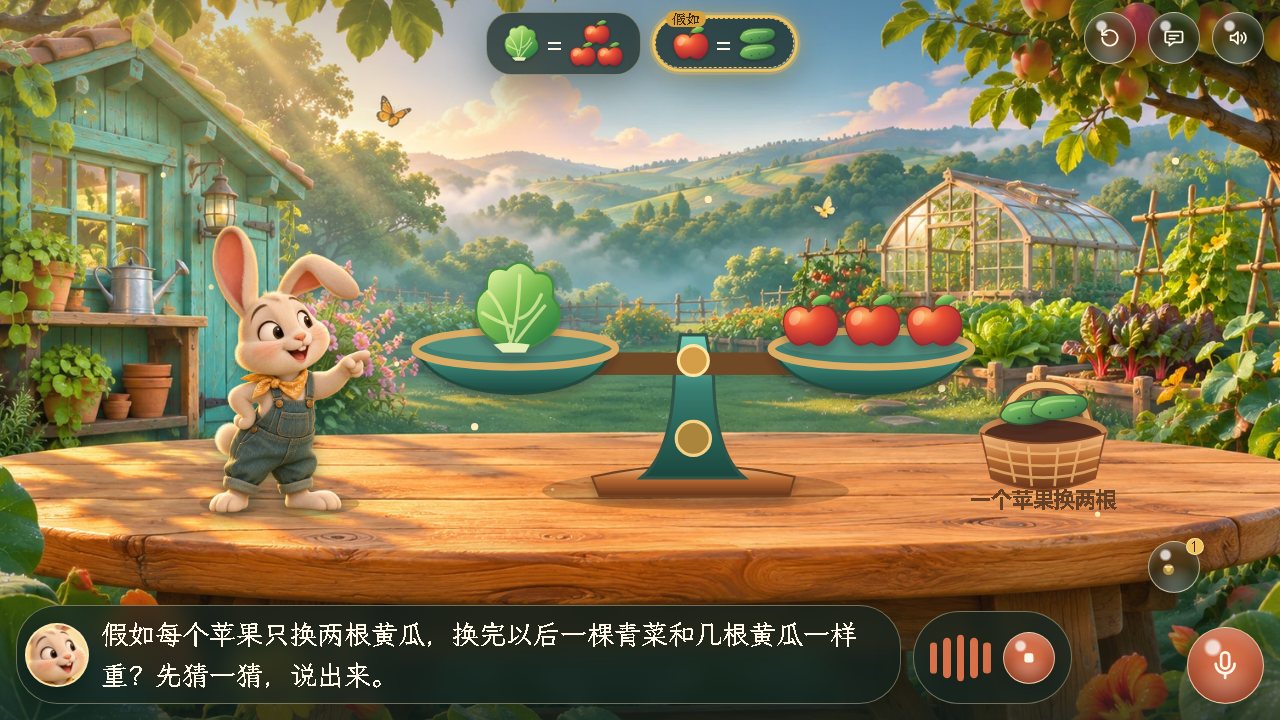 =
假如
=
一个苹果换两根
1
假如每个苹果只换两根黄瓜，换完以后一棵青菜和几根黄瓜一样
重？先猜一猜，说出来。